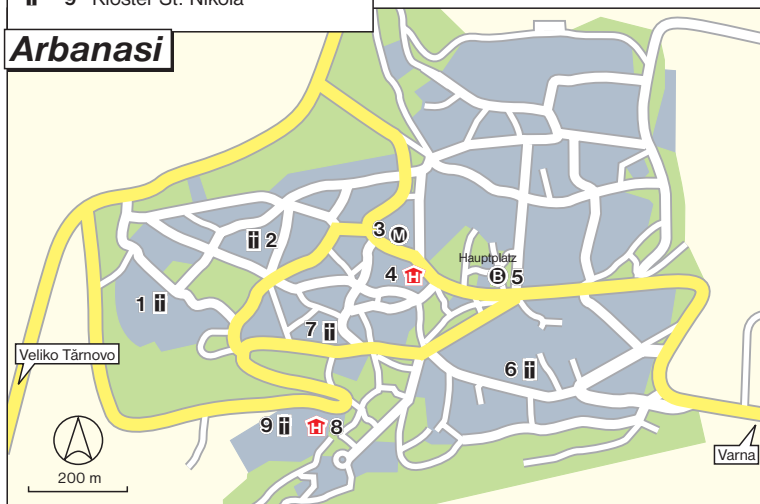 9 Kloster St. Nikola
Arbanasi
2
3 M
Hauptplatz
4 H
B 5
1
7
Veliko Tărnovo
6
9 H 8
Varna
200 m